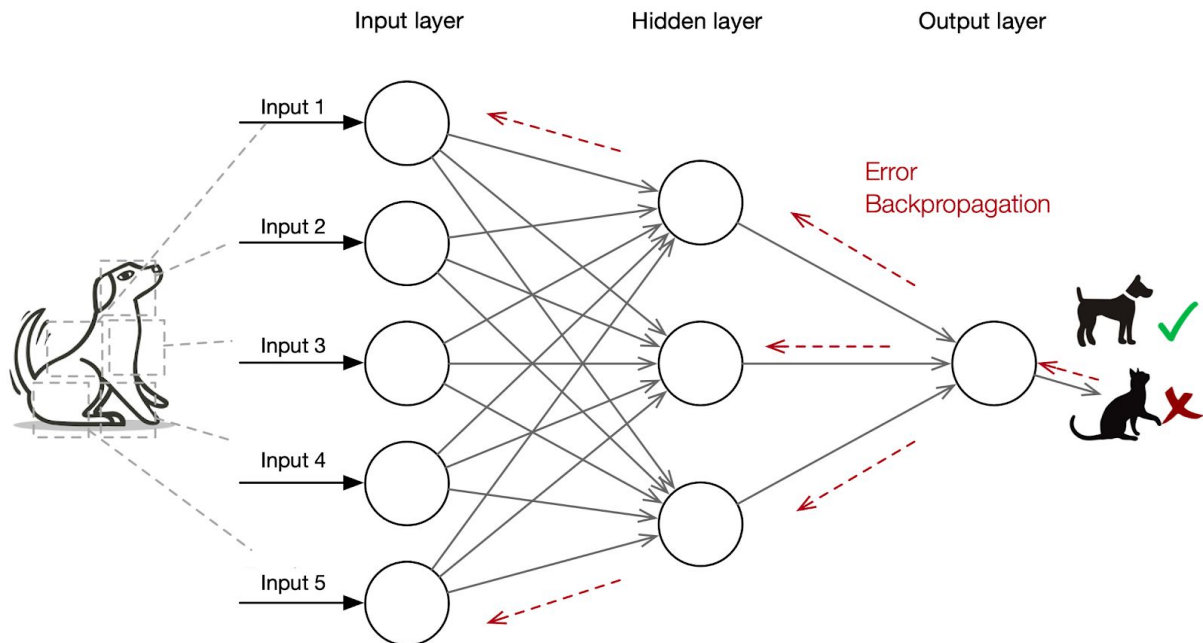 Input layer
Hidden layer
Output layer
Input 1
Input 2
Input 3
Input 4
Input 5
Error
Backpropagation